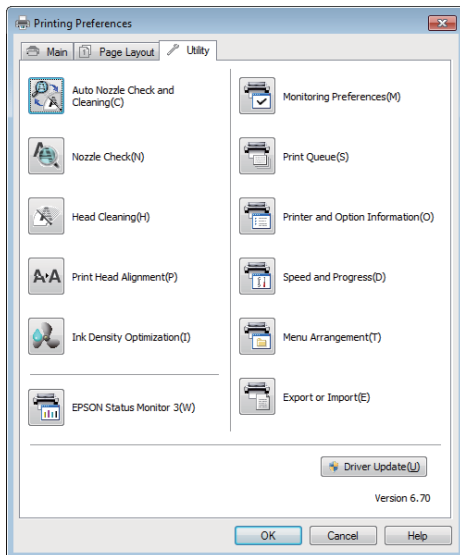 Printing Preferences
Main
Page Layout
Utility
Auto Nozzle Check and
Cleaning(C)
Nozzle Check(N)
Head Cleaning(H)
A
A
Print Head Alignment(P)
Ink Density Optimization(I)
EPSON Status Monitor 3(W)
Monitoring Preferences(M)
Print Queue(S)
Printer and Option Information(O)
Speed and Progress(D)
Menu Arrangement(T)
Export or Import(E)
Driver Update(U)
Version 6.70
OK
Cancel
Help